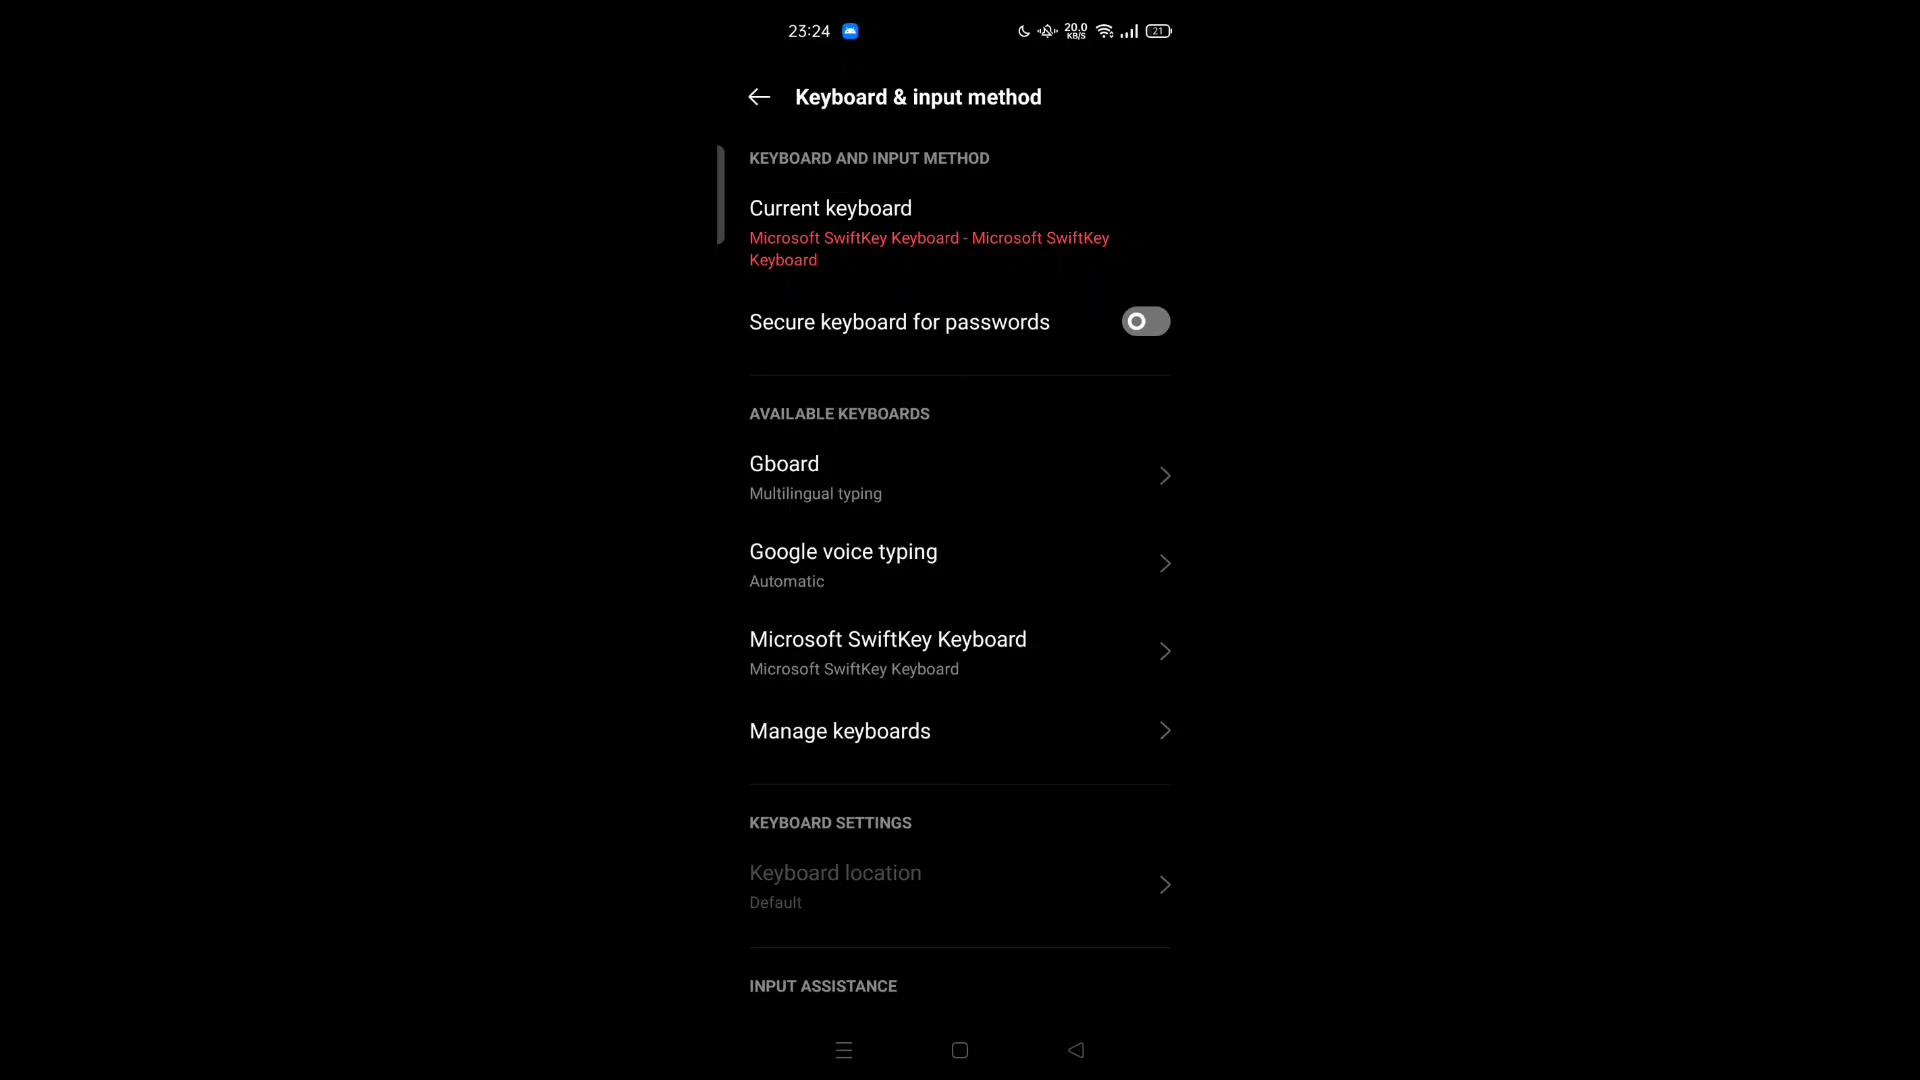 23:24
20.0
KB/S
21
Keyboard & input method
KEYBOARD AND INPUT METHOD
Current keyboard
Microsoft SwiftKey Keyboard - Microsoft SwiftKey
Keyboard
Secure keyboard for passwords
AVAILABLE KEYBOARDS
Gboard
Multilingual typing
Google voice typing
Automatic
Microsoft SwiftKey Keyboard
Microsoft SwiftKey Keyboard
Manage keyboards
KEYBOARD SETTINGS
Keyboard location
Default
INPUT ASSISTANCE